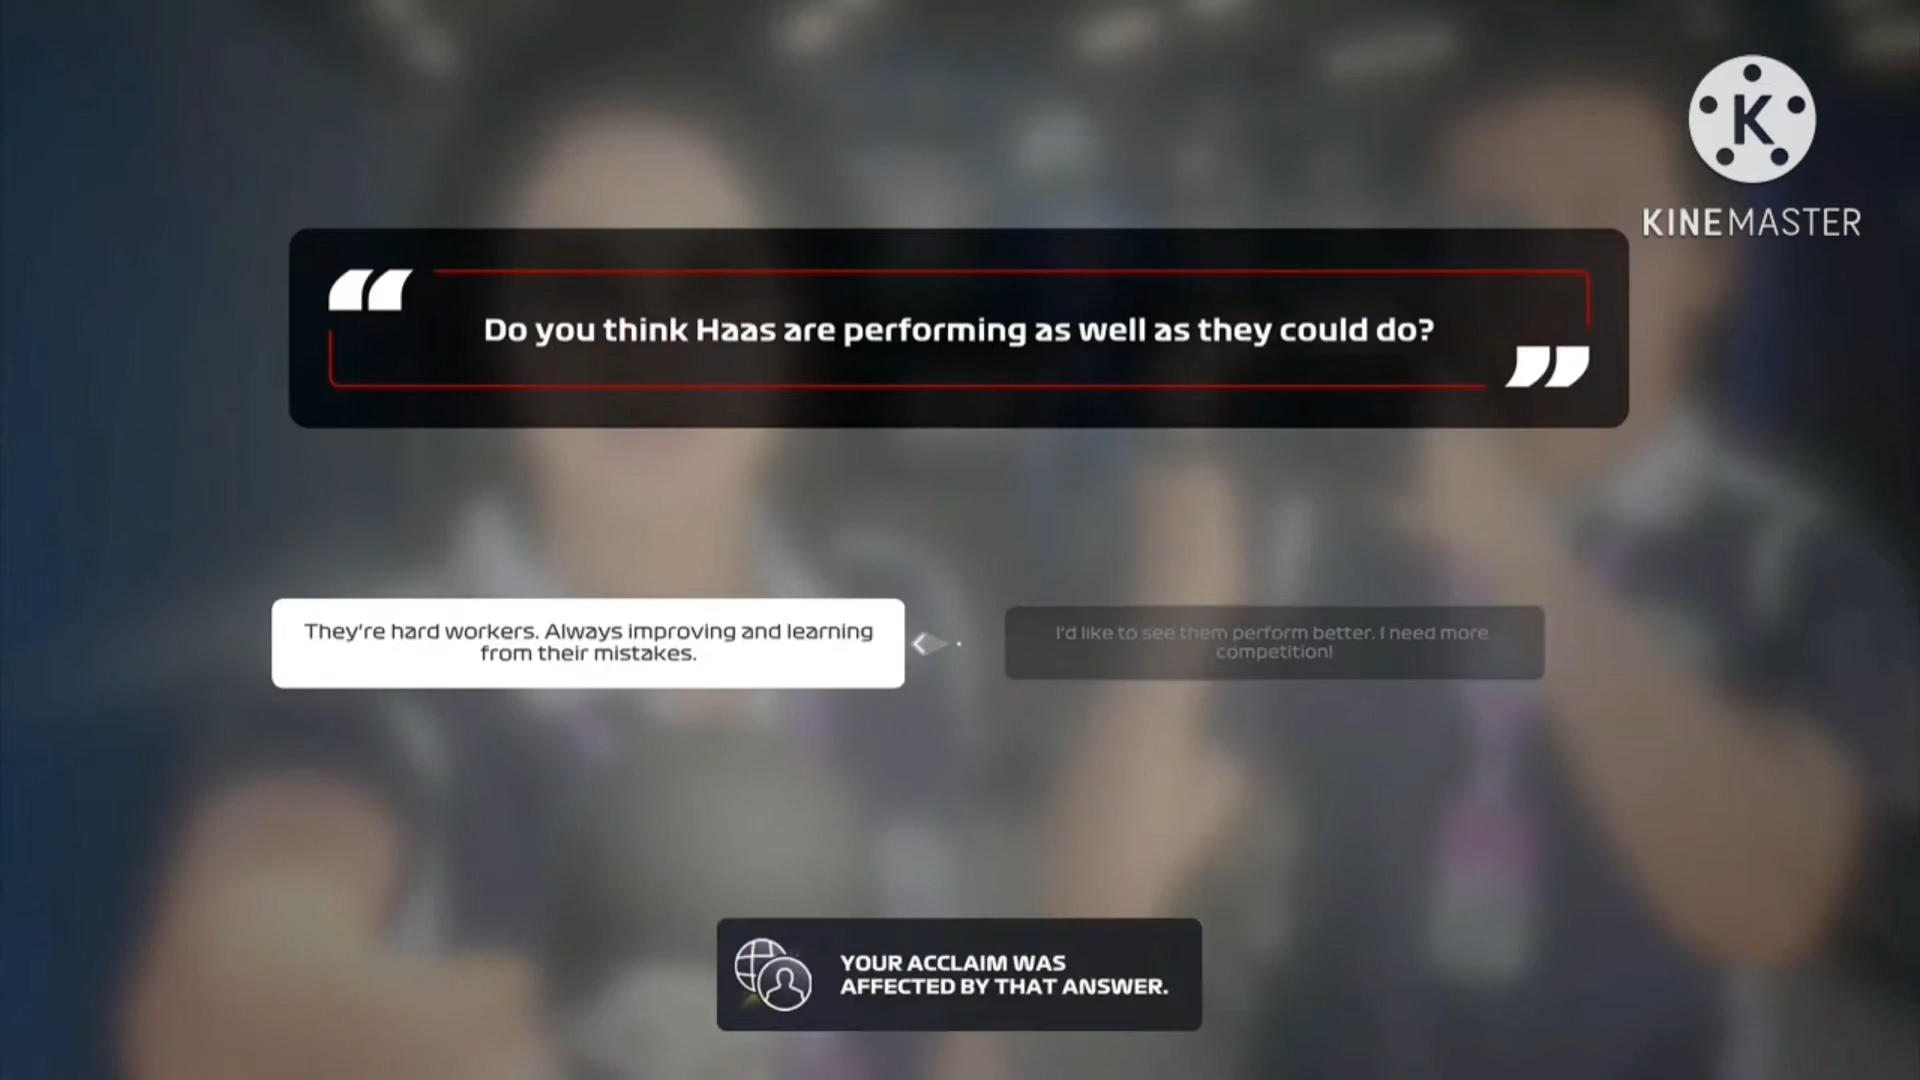 K
KINEMASTER
“
Do you think Haas are performing as well as they could do?
”
They're hard workers. Always improving and learning
from their mistakes.
I'd like to see them perform better. I need more
competition!
YOUR ACCLAIM WAS
AFFECTED BY THAT ANSWER.